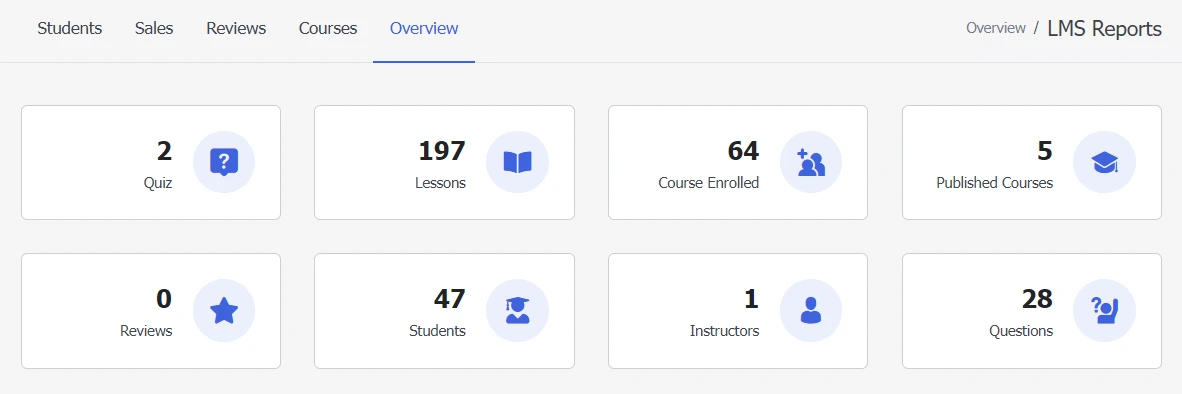 Students Sales Reviews Courses Overview
Overview / LMS Reports
2
Quiz
197
Lessons
64
Course Enrolled
5
Published Courses
0
Reviews
47
Students
1
Instructors
28
Questions